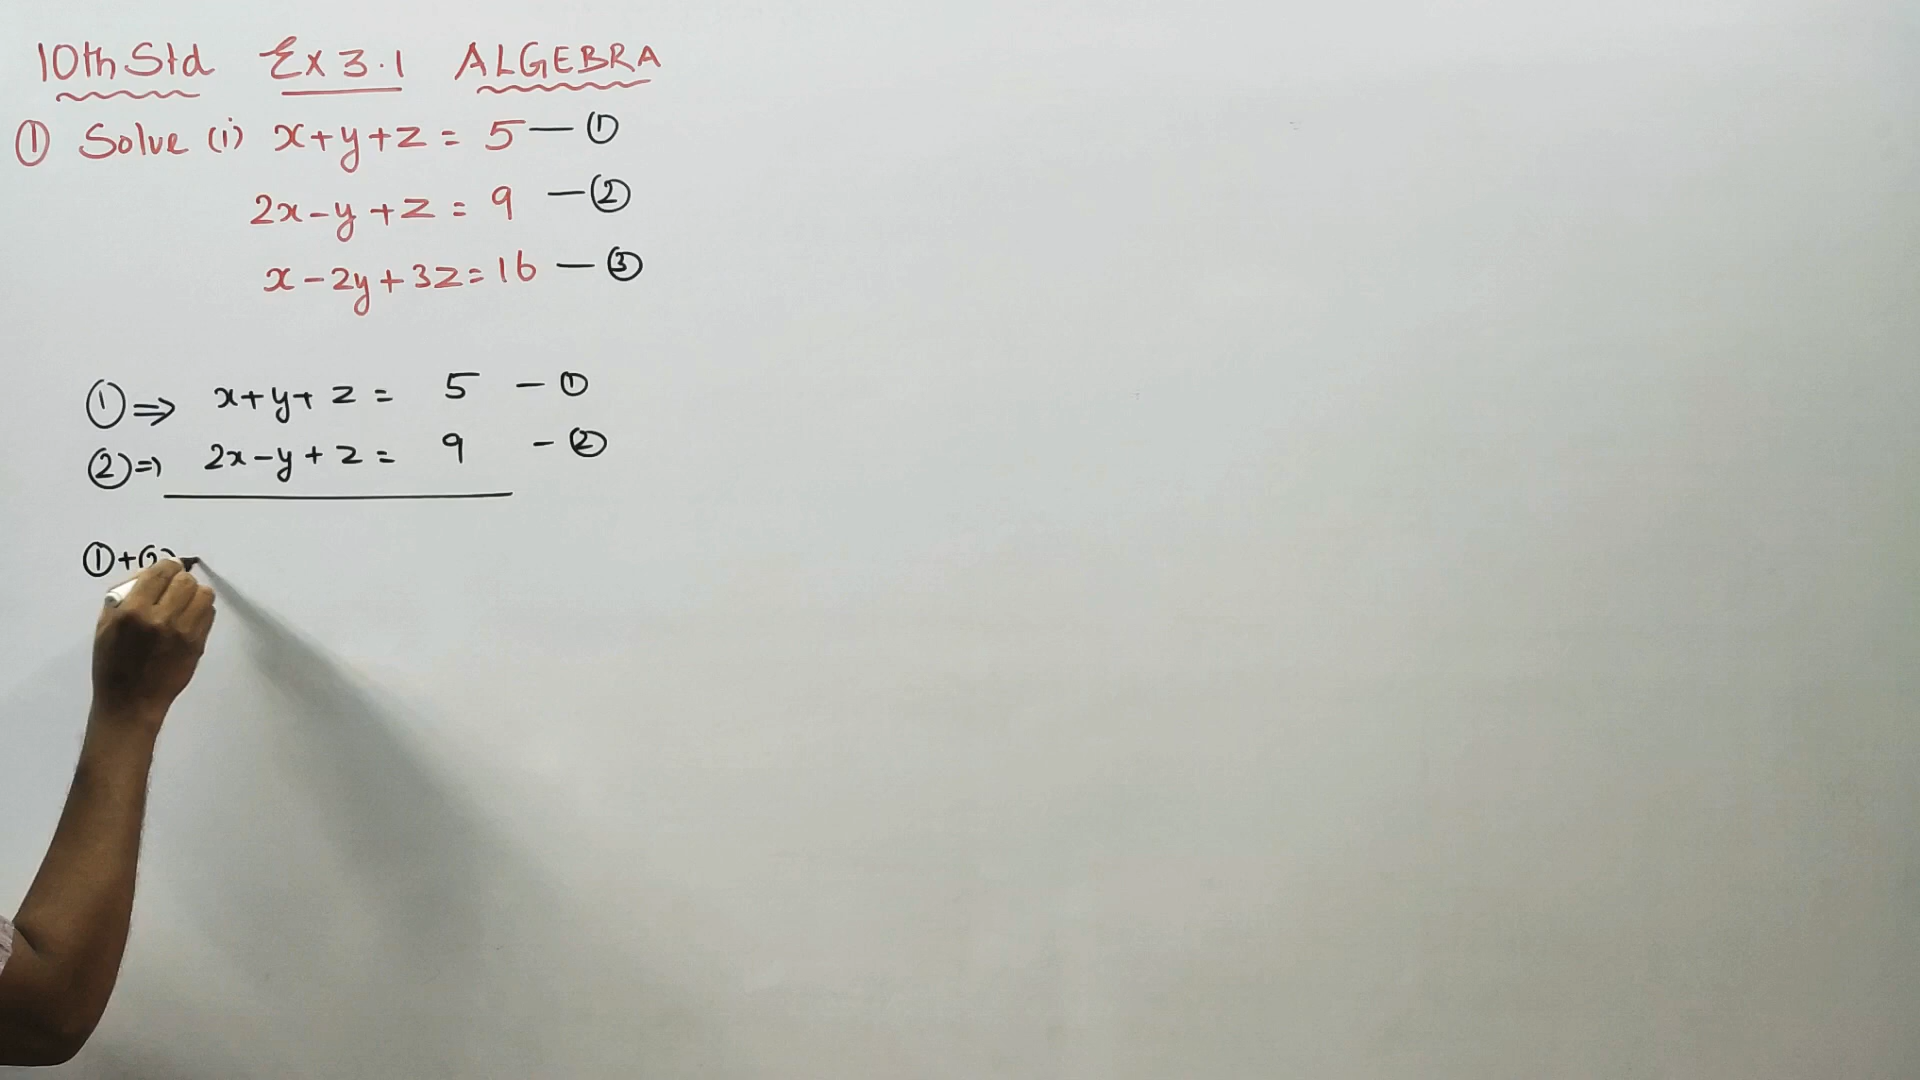 10th Std Ex 3.1 ALGEBRA
① Solve (i) x+y+z = 5 — ①
2x-y+z = 9 — ②
x-2y+3z=16 — ③
①⇒ x+y+z = 5 - ①
②⇒ 2x-y+z = 9 - ②
①+②